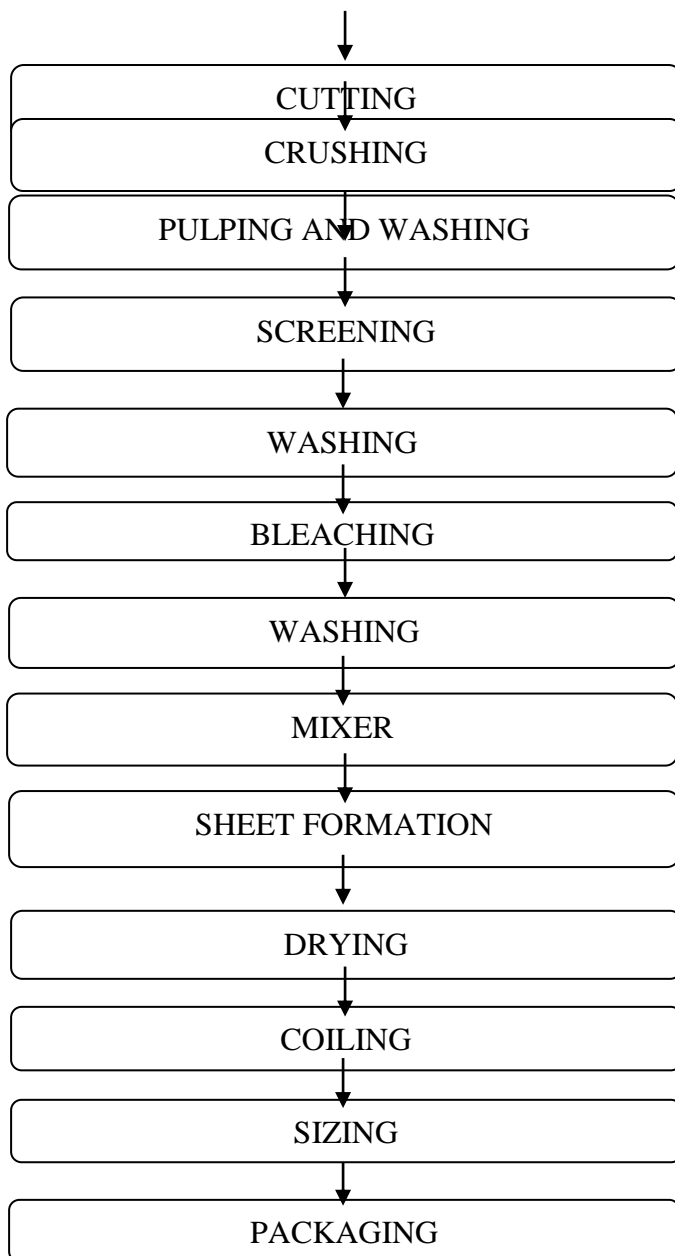 CUTTING
CRUSHING
PULPING AND WASHING
SCREENING
WASHING
BLEACHING
WASHING
MIXER
SHEET FORMATION
DRYING
COILING
SIZING
PACKAGING